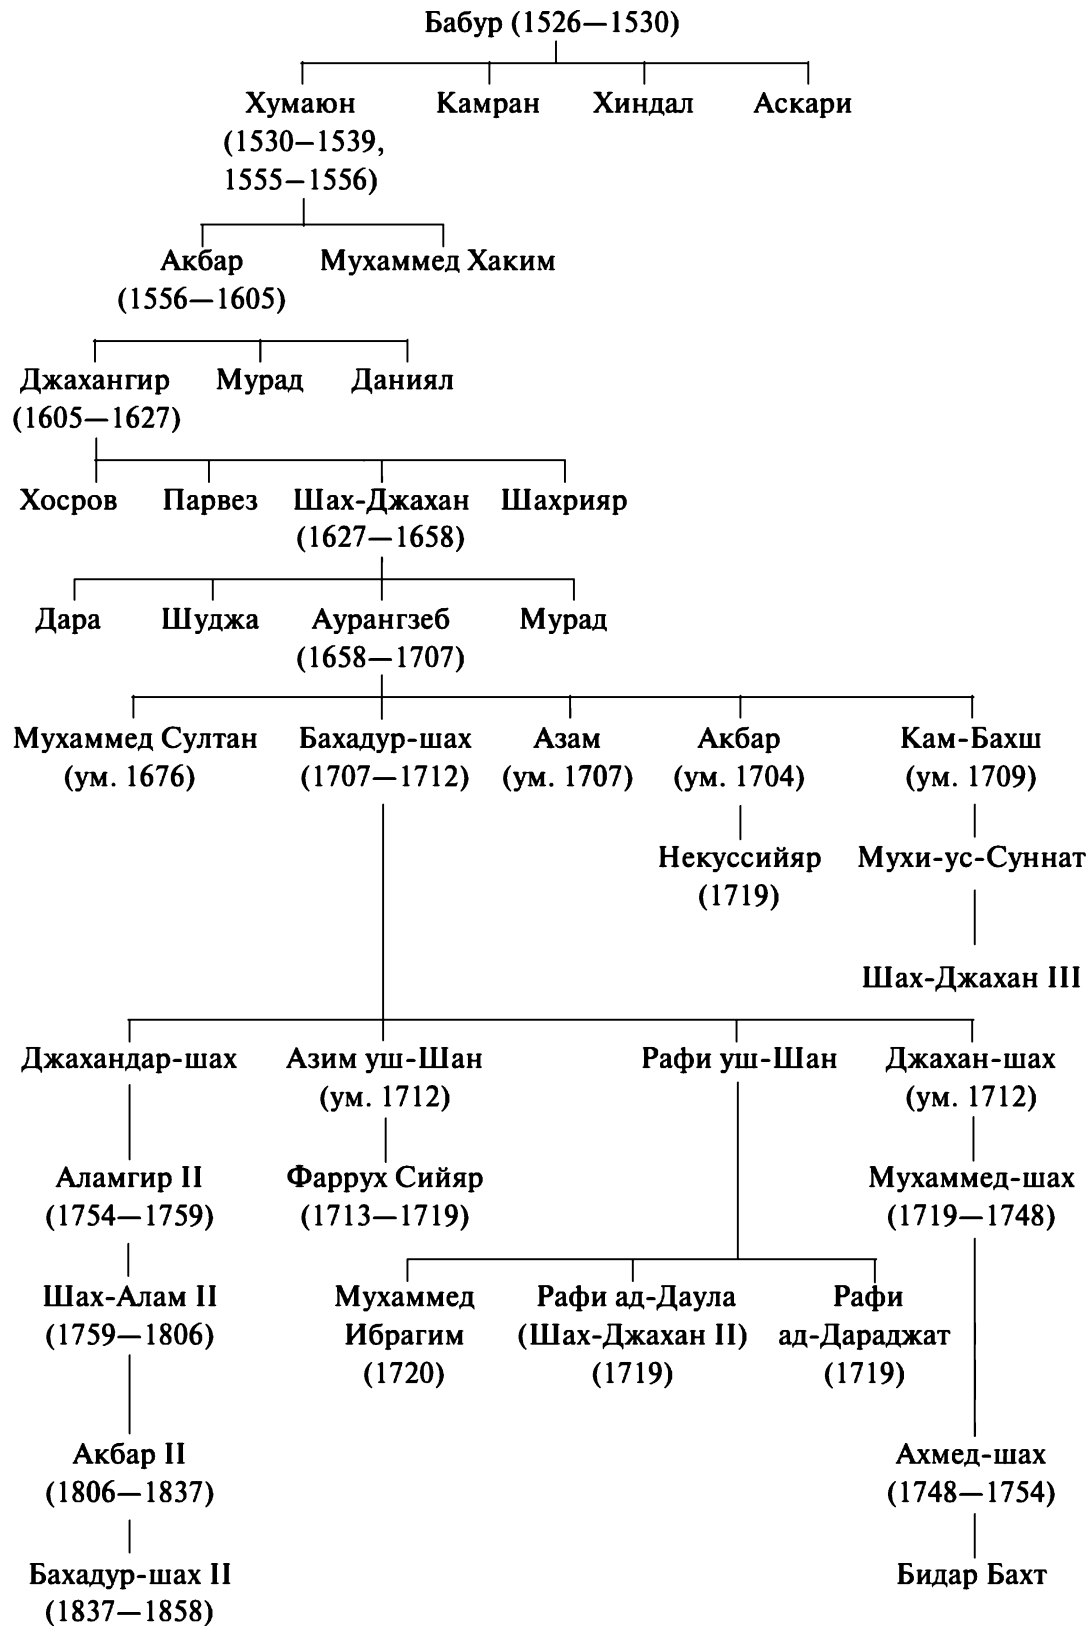 Бабур (1526—1530)
Хумаюн Камран Хиндал Аскари
(1530—1539,
1555—1556)
Акбар Мухаммед Хаким
(1556—1605)
Джахангир Мурад Даниял
(1605—1627)
Хосров Парвез Шах-Джахан Шахрияр
(1627—1658)
Дара Шуджа Аурангзеб Мурад
(1658—1707)
Мухаммед Султан Бахадур-шах Азам Акбар Кам-Бахш
(ум. 1676) (1707—1712) (ум. 1707) (ум. 1704) (ум. 1709)
Некуссийяр Мухи-ус-Суннат
(1719)
Шах-Джахан III
Джахандар-шах Азим уш-Шан Рафи уш-Шан Джахан-шах
(ум. 1712) (ум. 1712)
Аламгир II Фаррух Сийяр Мухаммед-шах
(1754—1759) (1713—1719) (1719—1748)
Шах-Алам II Мухаммед Рафи ад-Даула Рафи
(1759—1806) Ибрагим (Шах-Джахан II) ад-Дараджат
(1720) (1719) (1719)
Акбар II Ахмед-шах
(1806—1837) (1748—1754)
Бахадур-шах II Бидар Бахт
(1837—1858)